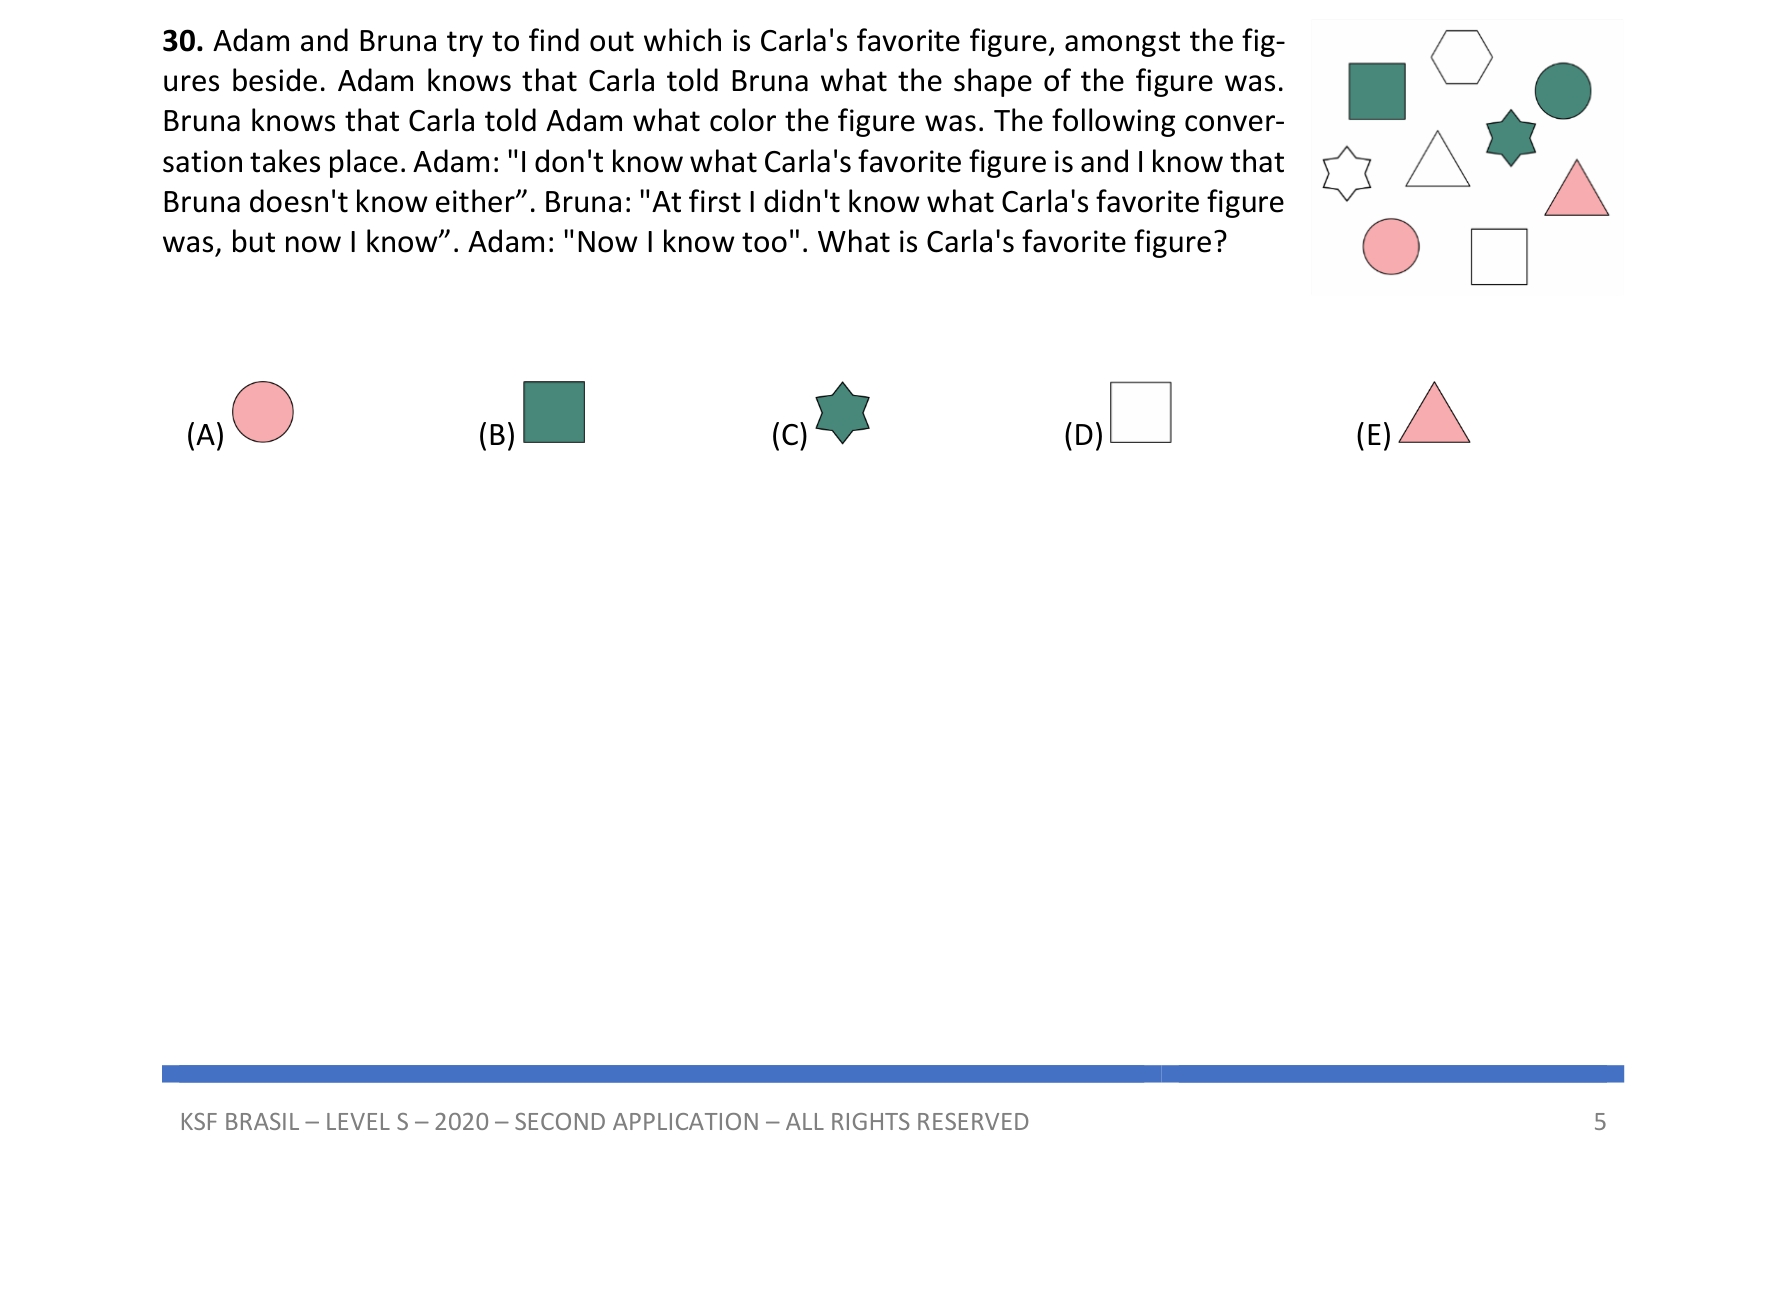 30. Adam and Bruna try to find out which is Carla's favorite figure, amongst the fig-
ures beside. Adam knows that Carla told Bruna what the shape of the figure was.
Bruna knows that Carla told Adam what color the figure was. The following conver-
sation takes place. Adam: "I don't know what Carla's favorite figure is and I know that
Bruna doesn't know either”. Bruna: "At first I didn't know what Carla's favorite figure
was, but now I know”. Adam: "Now I know too". What is Carla's favorite figure?
(A) (B) (C) (D) (E)
KSF BRASIL – LEVEL S – 2020 – SECOND APPLICATION – ALL RIGHTS RESERVED 5